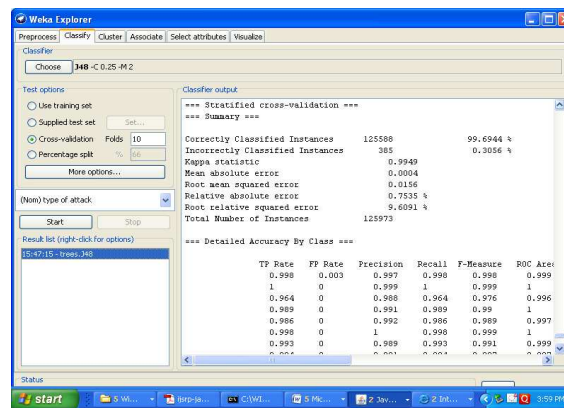 Weka Explorer
Preprocess Classify Cluster Associate Select attributes Visualize
Classifier
Choose J48 -C 0.25 -M 2
Test options
Use training set
Supplied test set Set...
Cross-validation Folds 10
Percentage split % 66
More options...
(Nom) type of attack
Start Stop
Result list (right-click for options)
15:47:15 - trees.J48
Classifier output
=== Stratified cross-validation ===
=== Summary ===
Correctly Classified Instances 125588 99.6944 %
Incorrectly Classified Instances 385 0.3056 %
Kappa statistic 0.9949
Mean absolute error 0.0004
Root mean squared error 0.0156
Relative absolute error 0.7535 %
Root relative squared error 9.6091 %
Total Number of Instances 125973
=== Detailed Accuracy By Class ===
TP Rate FP Rate Precision Recall F-Measure ROC Area
0.998 0.003 0.997 0.998 0.998 0.999
1 0 0.999 1 0.999 1
0.964 0 0.988 0.964 0.976 0.996
0.989 0 0.991 0.989 0.99 1
0.986 0 0.992 0.986 0.989 0.997
0.998 0 1 0.998 0.999 1
0.993 0 0.989 0.993 0.991 0.999
Status
start 5 Wi... ijsrp-ja... C:\WI... 5 Mic... 2 Jav... 2 Int... 3:59 PM